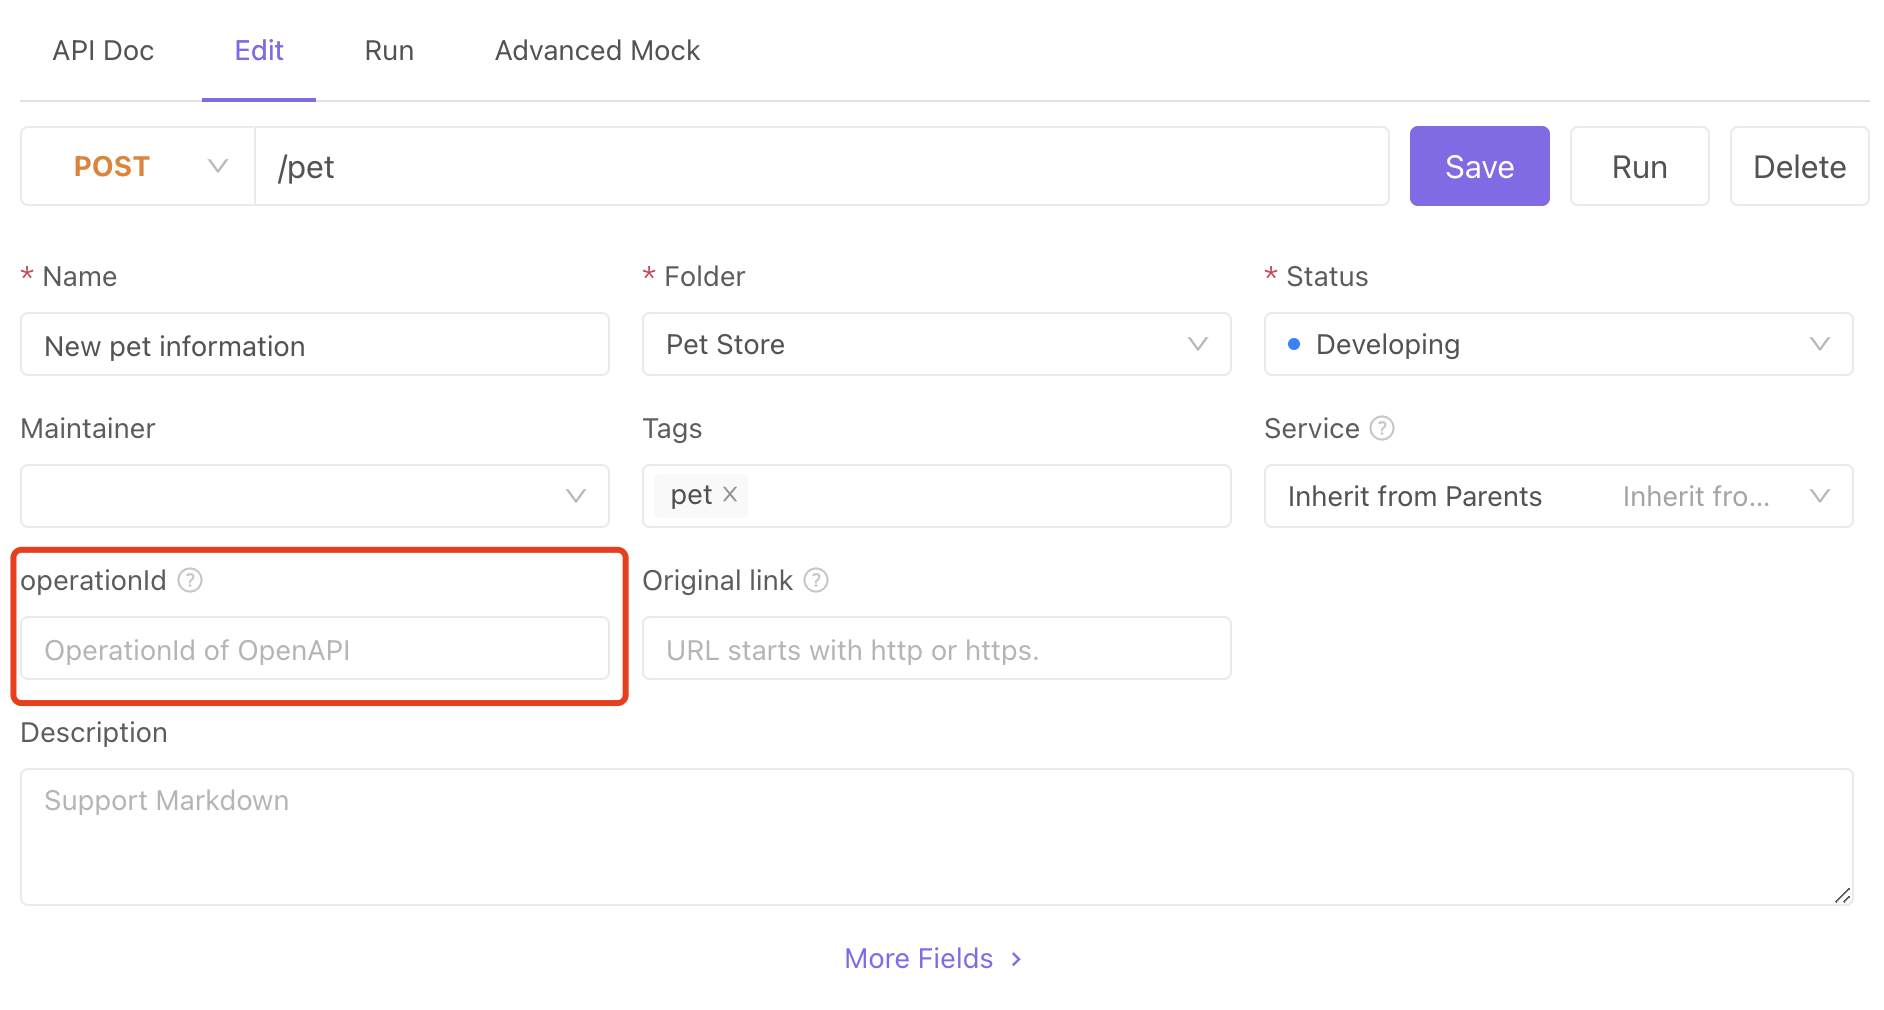 API Doc Edit Run Advanced Mock
POST /pet Save Run Delete
* Name * Folder * Status
New pet information Pet Store Developing
Maintainer Tags Service ?
pet X Inherit from Parents Inherit fro...
operationId ? Original link ?
OperationId of OpenAPI URL starts with http or https.
Description
Support Markdown
More Fields >